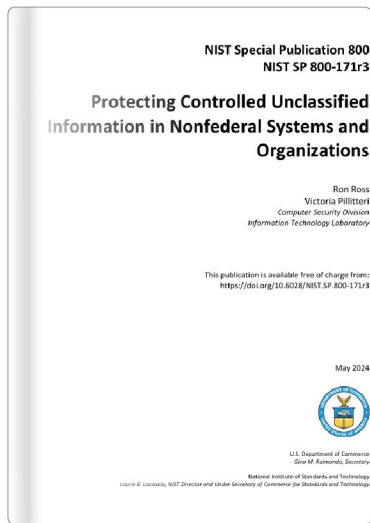 NIST Special Publication 800
NIST SP 800-171r3
Protecting Controlled Unclassified
Information in Nonfederal Systems and
Organizations
Ron Ross
Victoria Pillitteri
Computer Security Division
Information Technology Laboratory
This publication is available free of charge from:
https://doi.org/10.6028/NIST.SP.800-171r3
May 2024
U.S. Department of Commerce
Gina M. Raimondo, Secretary
National Institute of Standards and Technology
Laurie E. Locascio, NIST Director and Under Secretary of Commerce for Standards and Technology